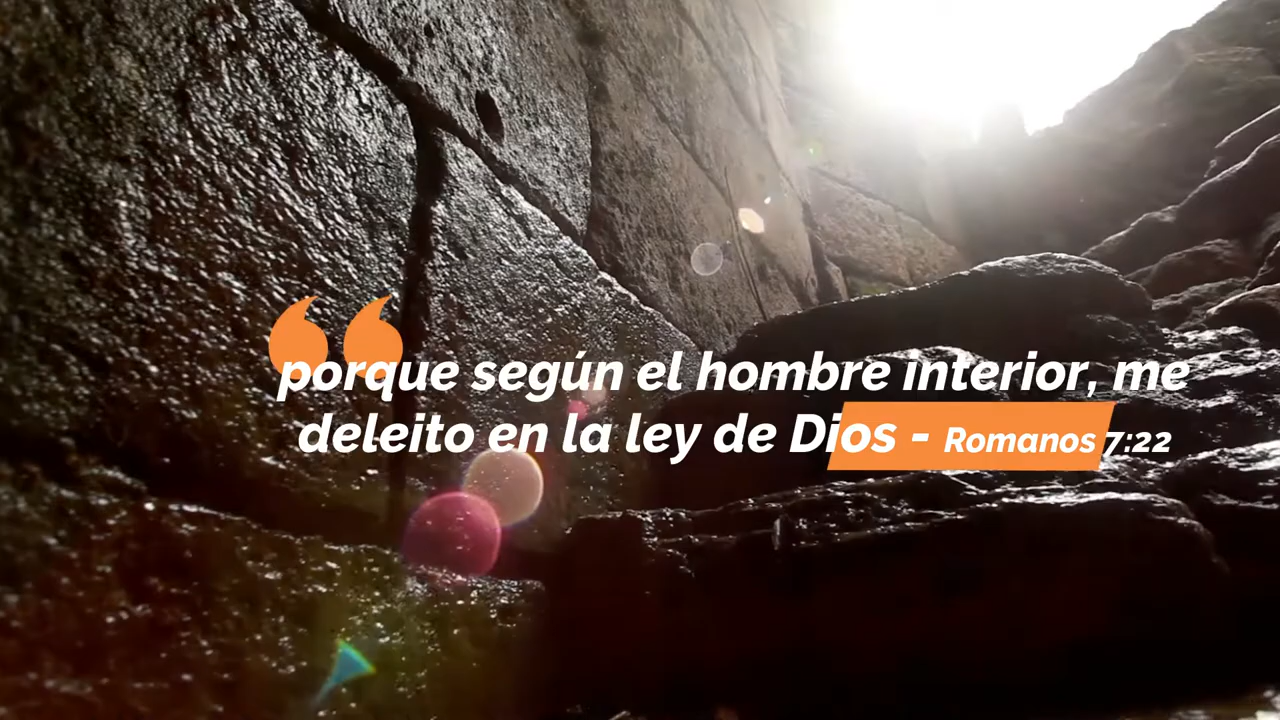 porque según el hombre interior, me
deleito en la ley de Dios - Romanos 7:22